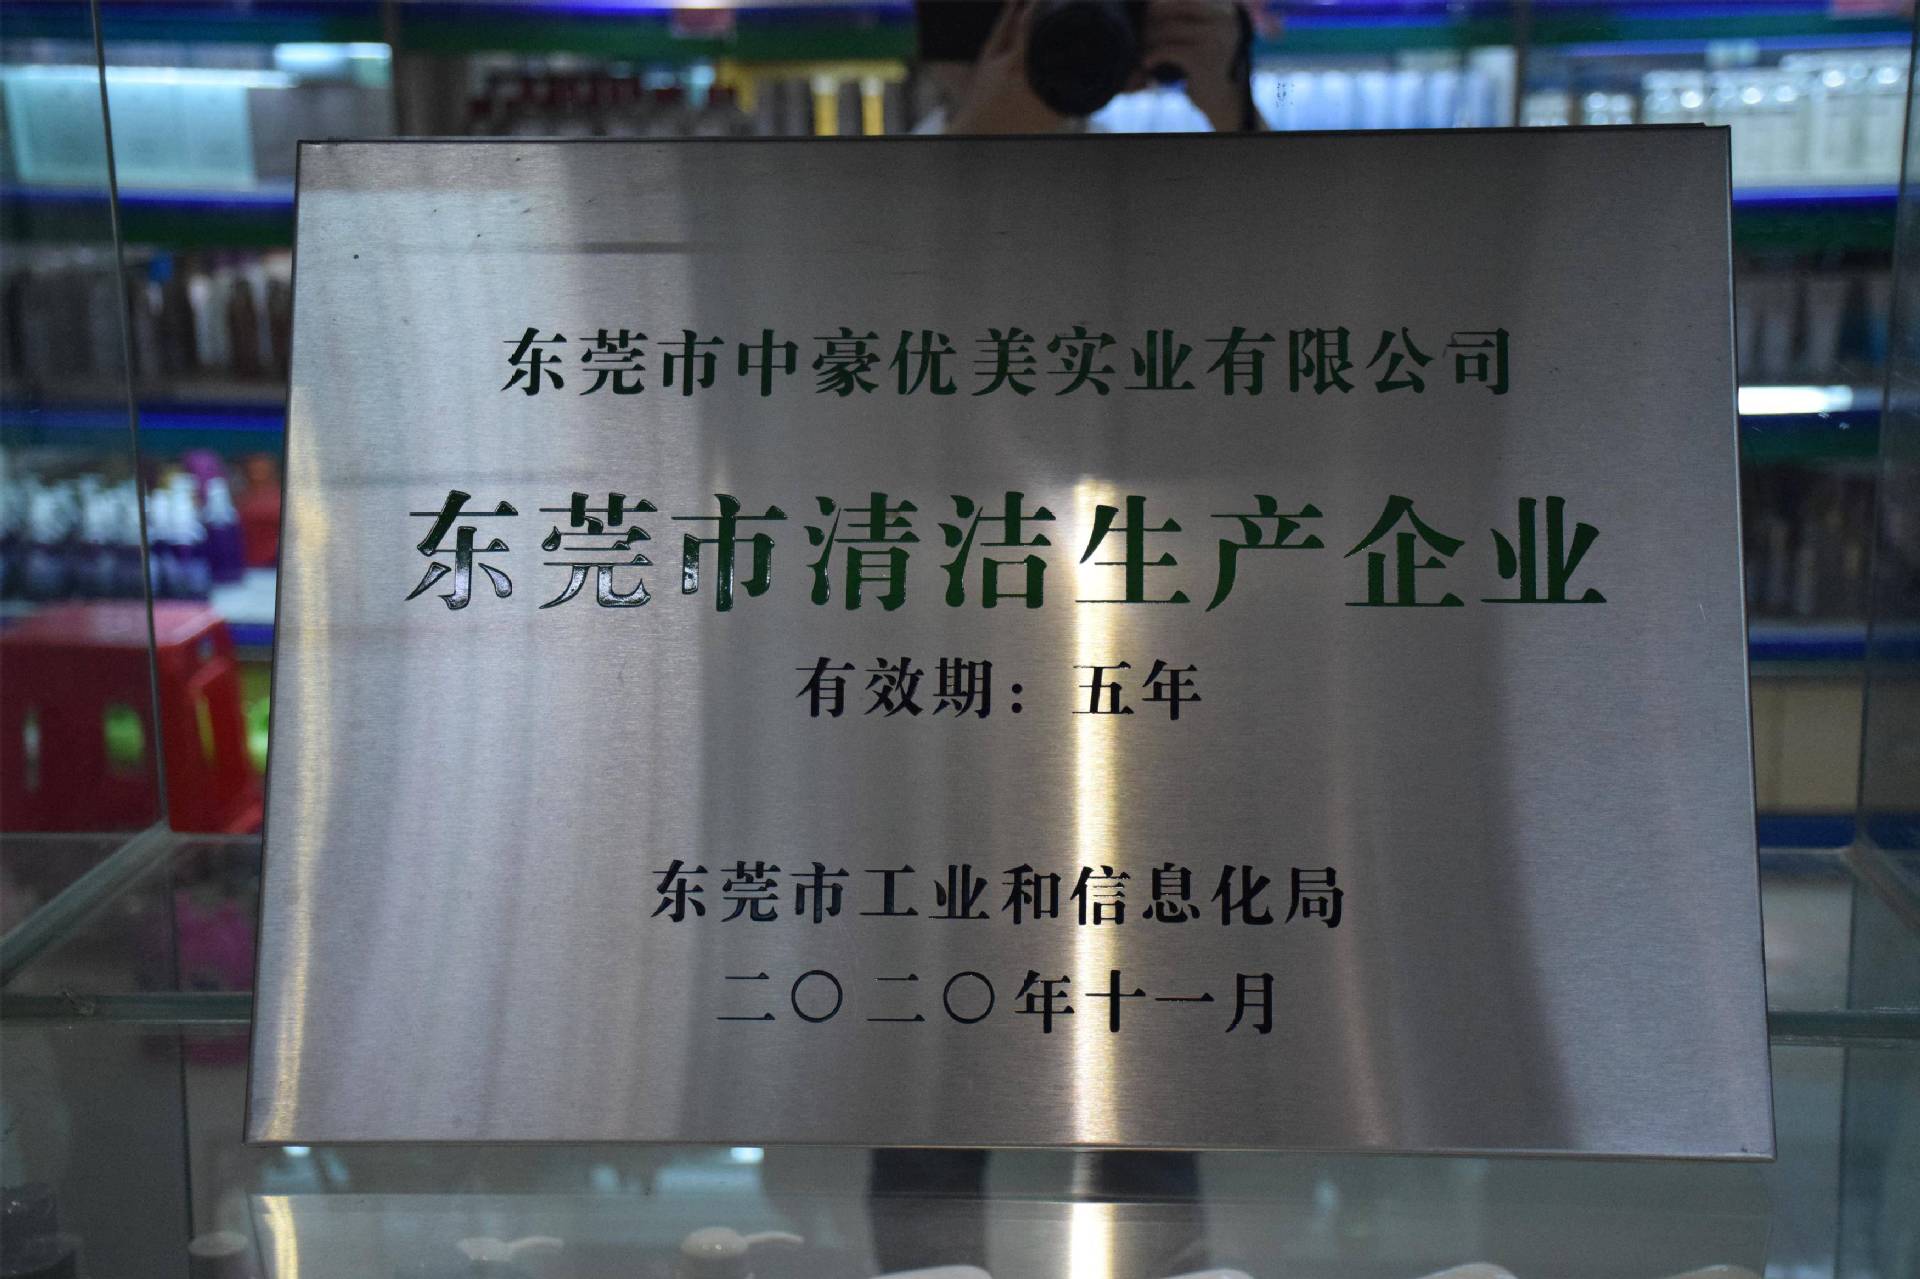 东莞市中豪优美实业有限公司
东莞市清洁生产企业
有效期：五年
东莞市工业和信息化局
二〇二〇年十一月